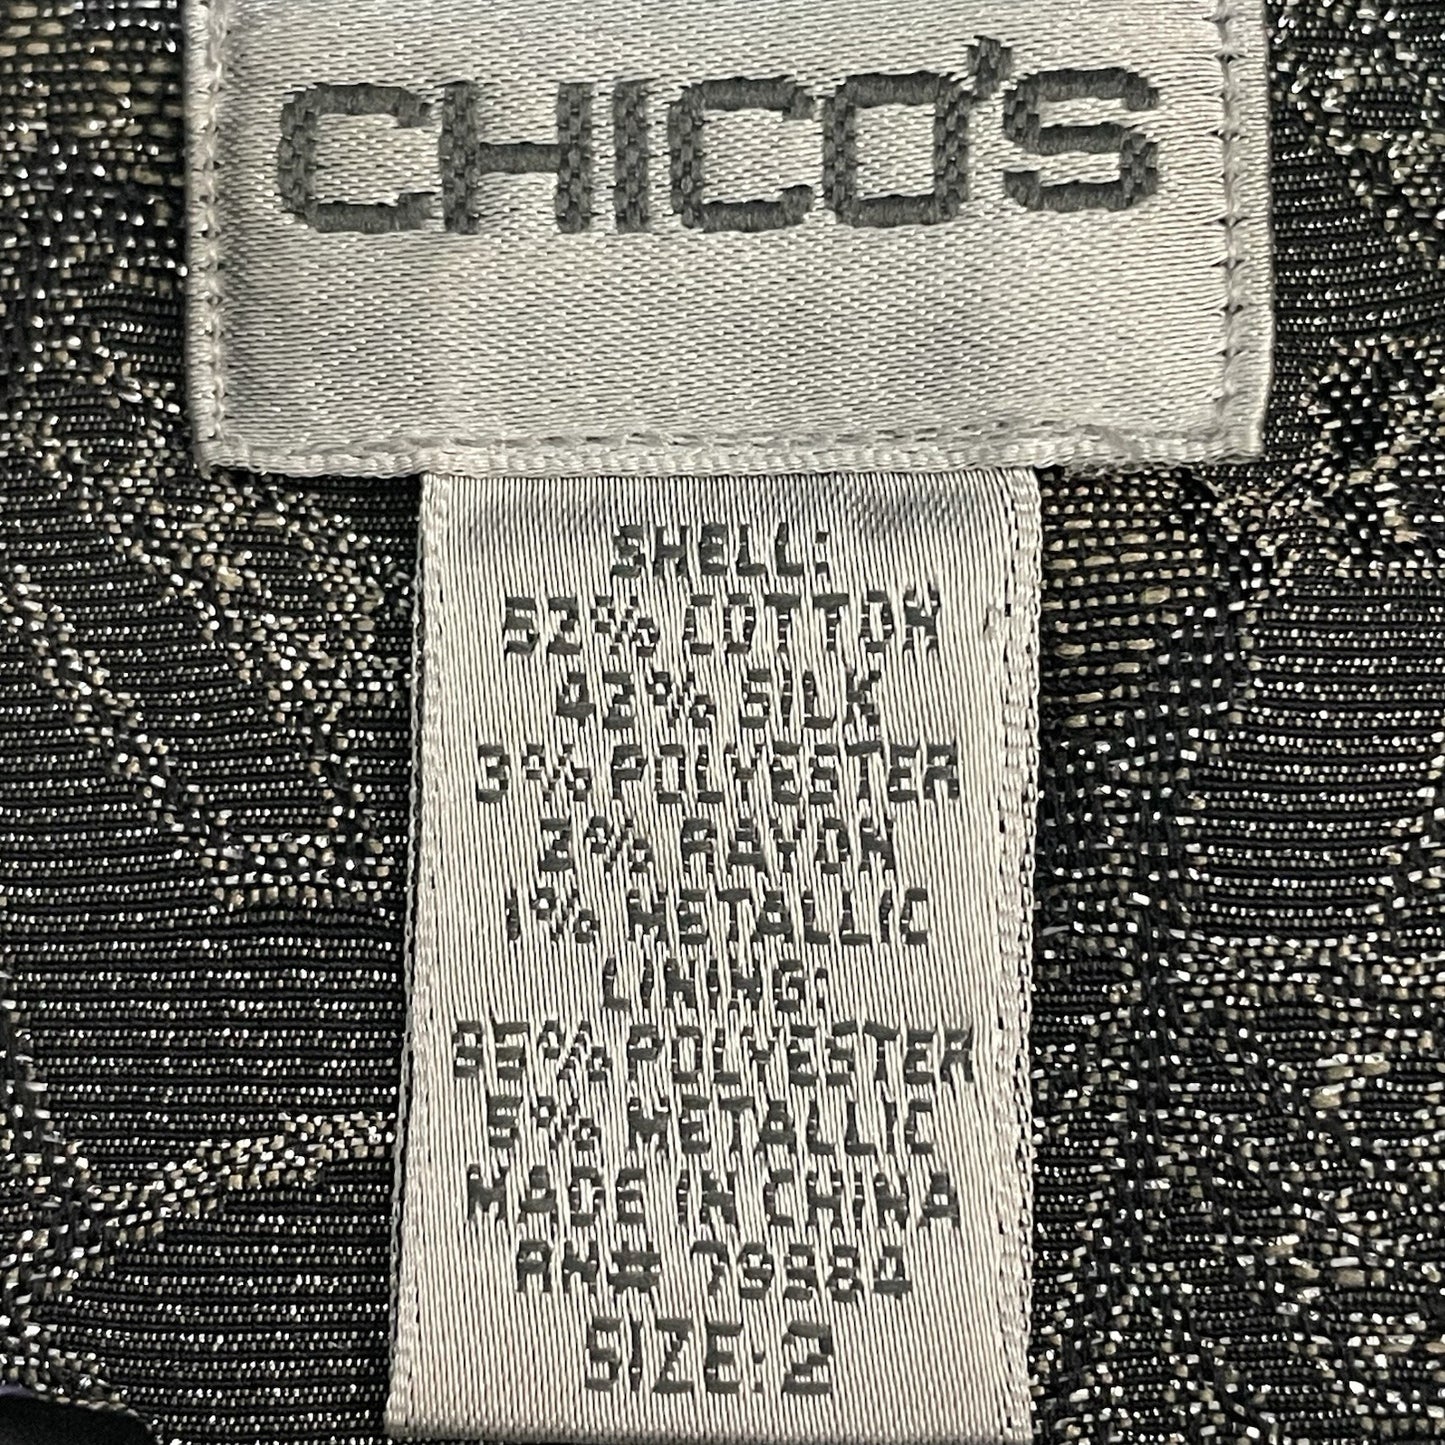 CHICO'S
SHELL:
52% COTTON
42% SILK
3% POLYESTER
2% RAYON
1% METALLIC
LINING:
95% POLYESTER
5% METALLIC
MADE IN CHINA
RN# 79984
SIZE: 2